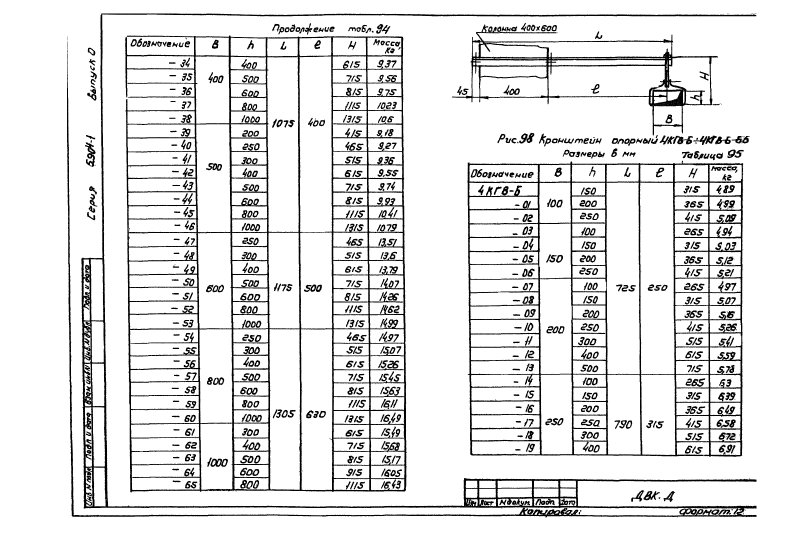 Продолжение табл. 94
Обозначение B h L ℓ H Масса кг
- 34 400 400 1075 400 615 9,37
- 35 500 715 9,56
- 36 600 815 9,75
- 37 800 1115 10,23
- 38 1000 1315 10,6
- 39 500 200 415 9,18
- 40 250 465 9,27
- 41 300 515 9,36
- 42 400 615 9,55
- 43 500 715 9,74
- 44 600 815 9,93
- 45 800 1115 10,41
- 46 1000 1315 10,79
- 47 600 250 1175 500 465 13,51
- 48 300 515 13,6
- 49 400 615 13,79
- 50 500 715 14,07
- 51 600 815 14,26
- 52 800 1115 14,62
- 53 1000 1315 14,99
- 54 800 250 1305 630 465 14,97
- 55 300 515 15,07
- 56 400 615 15,26
- 57 500 715 15,45
- 58 600 815 15,63
- 59 800 1115 16,11
- 60 1000 1315 16,49
- 61 1000 300 615 15,49
- 62 400 715 15,68
- 63 500 815 15,17
- 64 600 915 16,05
- 65 800 1115 16,43
Колонна 400х600
L
H
h
45 400 ℓ
B
Рис. 98 Кронштейн опорный 4КГВ-Б÷4КГВ-Б-56
Размеры в мм Таблица 95
Обозначение B h L ℓ H Масса, кг
4КГВ-Б 100 150 725 250 315 4,89
- 01 200 365 4,99
- 02 250 415 5,09
- 03 150 100 265 4,94
- 04 150 315 5,03
- 05 200 365 5,12
- 06 250 415 5,21
- 07 200 100 265 4,97
- 08 150 315 5,07
- 09 200 365 5,16
- 10 250 415 5,26
- 11 300 515 5,41
- 12 400 615 5,59
- 13 500 715 5,78
- 14 250 100 790 315 265 6,3
- 15 150 315 6,39
- 16 200 365 6,49
- 17 250 415 6,58
- 18 300 515 6,72
- 19 400 615 6,91
Изм Лист № докум. Подп. Дата
ДВК. Д
Копировал: Формат 12
Серия 5.904-1 Выпуск 0
Инв. № подл. Подп. и дата Взам. инв. № Инв. № дубл. Подп. и дата